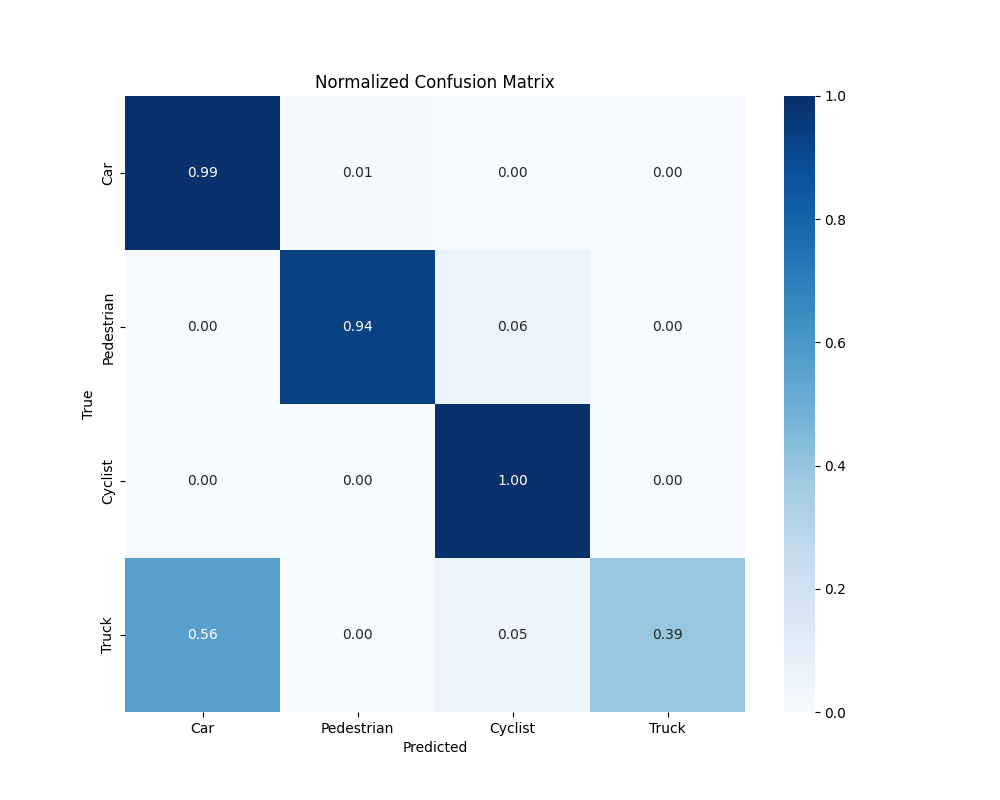 Normalized Confusion Matrix
True
Car
0.99 0.01 0.00 0.00
Pedestrian
0.00 0.94 0.06 0.00
Cyclist
0.00 0.00 1.00 0.00
Truck
0.56 0.00 0.05 0.39
Car Pedestrian Cyclist Truck
Predicted
1.0
0.8
0.6
0.4
0.2
0.0